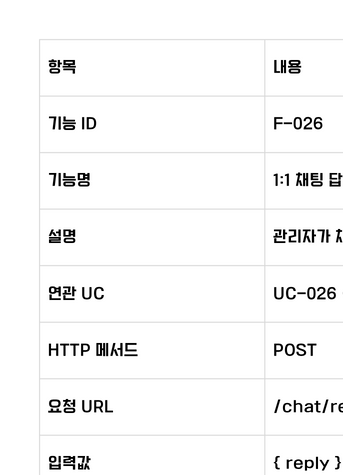 항목 내용
기능 ID F-026
기능명 1:1 채팅 답
설명 관리자가
연관 UC UC-026
HTTP 메서드 POST
요청 URL /chat/re
입력값 { reply }